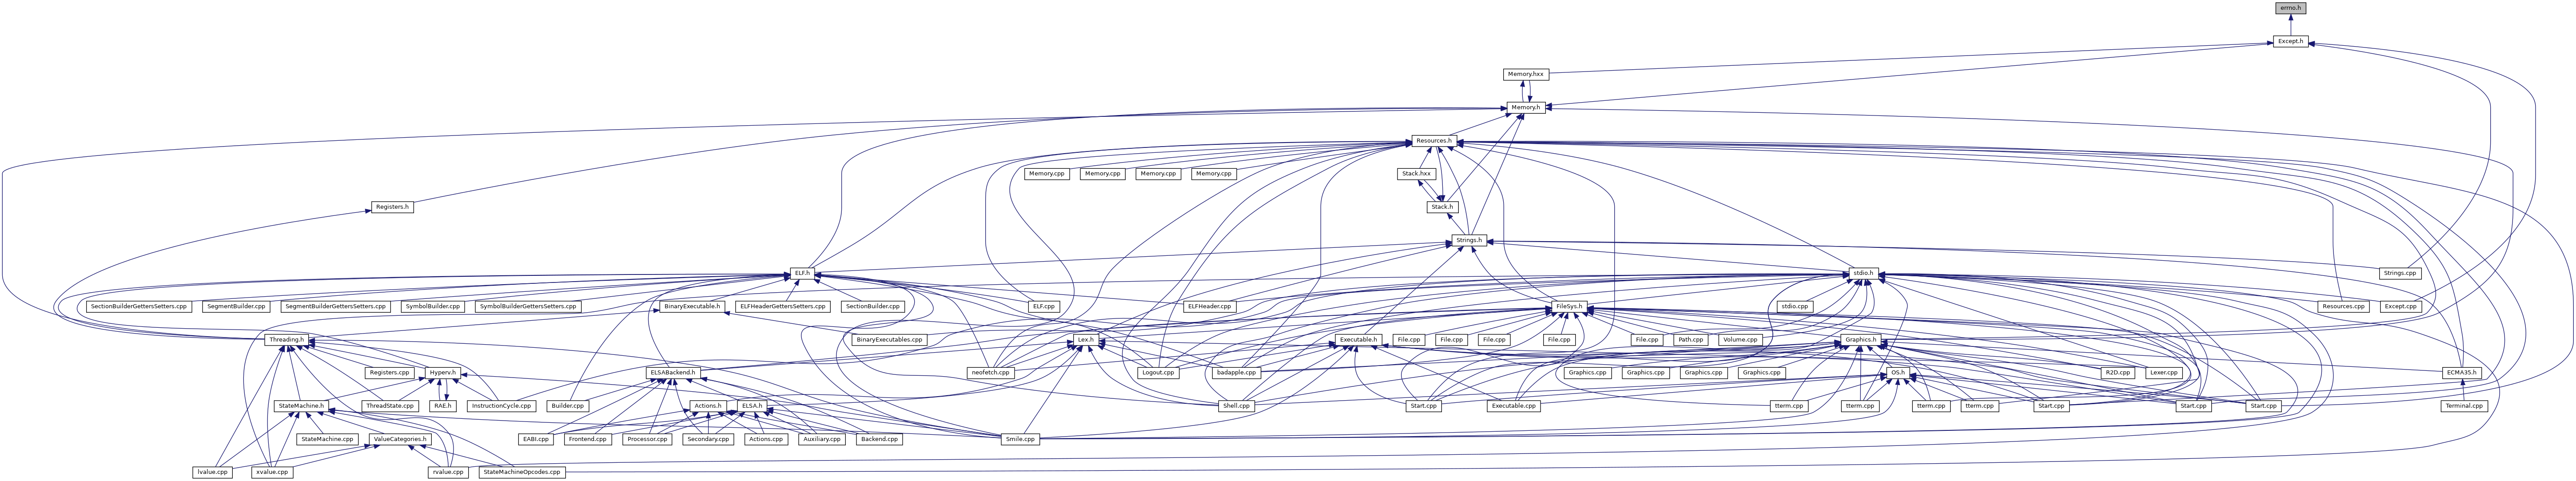 errno.h
Except.h
Memory.hxx
Memory.h
Resources.h
Memory.cpp
Memory.cpp
Memory.cpp
Memory.cpp
Stack.hxx
Registers.h
Stack.h
Strings.h
ELF.h
stdio.h
Strings.cpp
SectionBuilderGettersSetters.cpp
SegmentBuilder.cpp
SegmentBuilderGettersSetters.cpp
SymbolBuilder.cpp
SymbolBuilderGettersSetters.cpp
BinaryExecutable.h
ELFHeaderGettersSetters.cpp
SectionBuilder.cpp
ELF.cpp
ELFHeader.cpp
FileSys.h
stdio.cpp
Resources.cpp
Except.cpp
Threading.h
BinaryExecutables.cpp
Lex.h
Executable.h
File.cpp
File.cpp
File.cpp
File.cpp
File.cpp
Path.cpp
Volume.cpp
Graphics.h
Registers.cpp
Hyperv.h
ELSABackend.h
neofetch.cpp
Logout.cpp
badapple.cpp
Graphics.cpp
Graphics.cpp
Graphics.cpp
Graphics.cpp
OS.h
R2D.cpp
Lexer.cpp
ECMA35.h
StateMachine.h
ThreadState.cpp
RAE.h
InstructionCycle.cpp
Builder.cpp
Actions.h
ELSA.h
Shell.cpp
Start.cpp
Executable.cpp
tterm.cpp
tterm.cpp
tterm.cpp
tterm.cpp
Start.cpp
Start.cpp
Start.cpp
Terminal.cpp
StateMachine.cpp
ValueCategories.h
EABI.cpp
Frontend.cpp
Processor.cpp
Secondary.cpp
Actions.cpp
Auxiliary.cpp
Backend.cpp
Smile.cpp
lvalue.cpp
xvalue.cpp
rvalue.cpp
StateMachineOpcodes.cpp